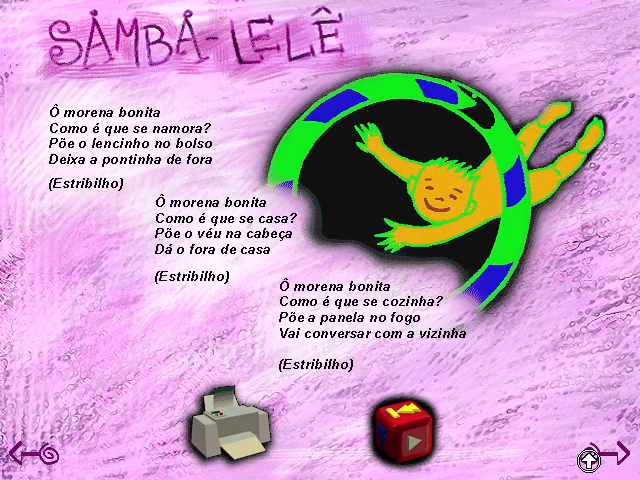 SAMBA-LELÊ
Ô morena bonita
Como é que se namora?
Põe o lencinho no bolso
Deixa a pontinha de fora
(Estribilho)
Ô morena bonita
Como é que se casa?
Põe o véu na cabeça
Dá o fora de casa
(Estribilho)
Ô morena bonita
Como é que se cozinha?
Põe a panela no fogo
Vai conversar com a vizinha
(Estribilho)